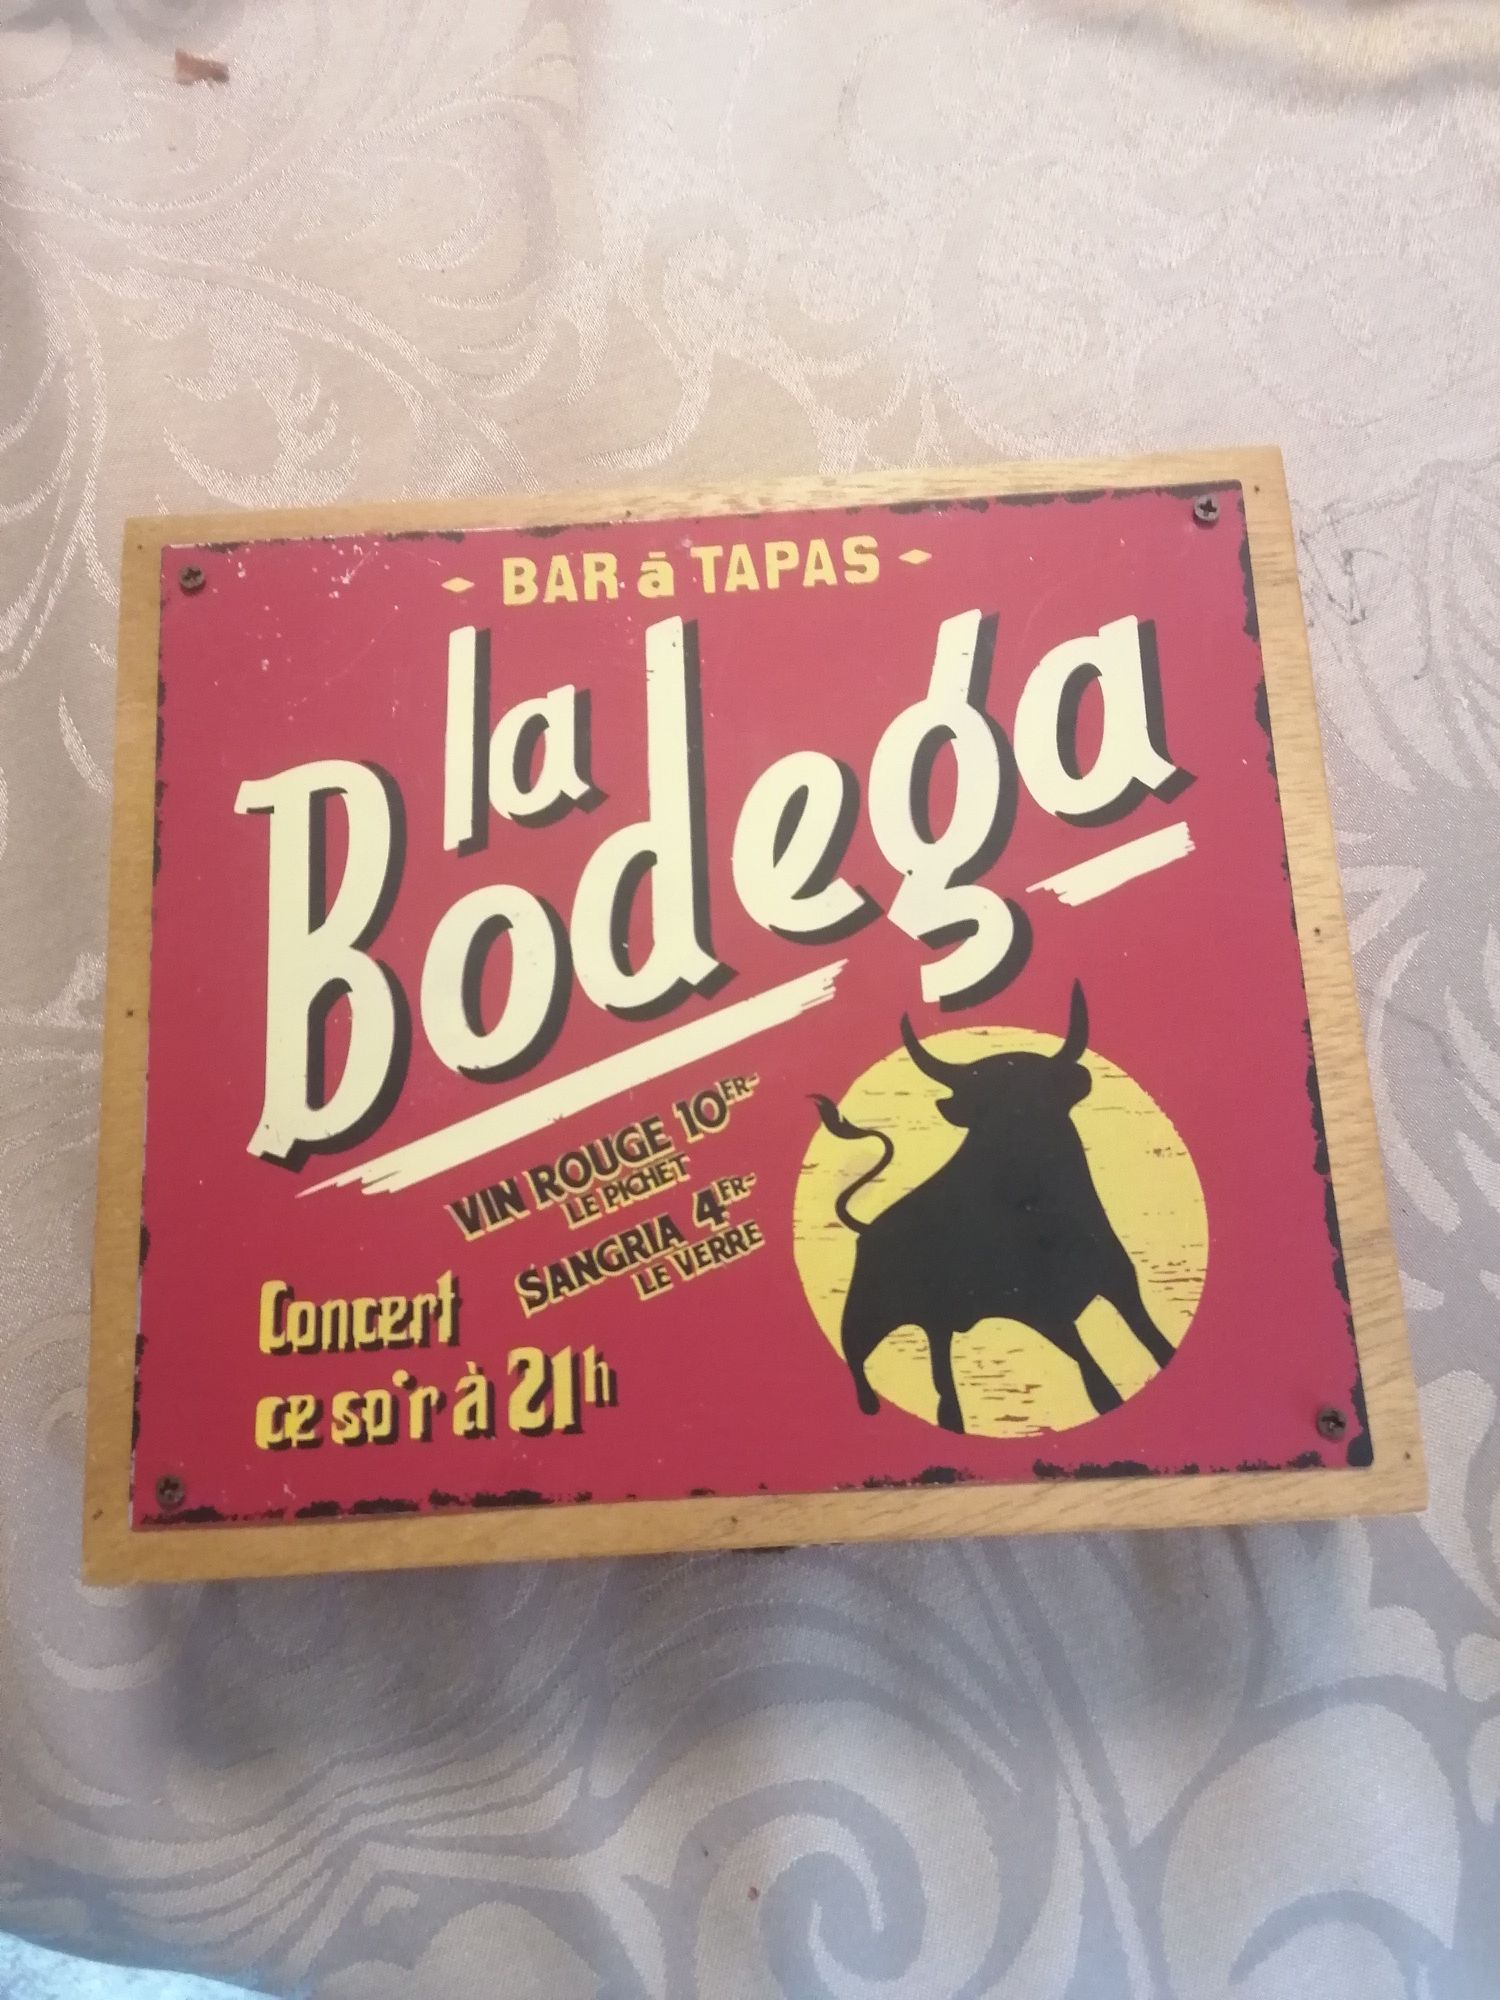 BAR à TAPAS
la
Bodega
VIN ROUGE 10FR-
LE PICHET
SANGRIA 4FR-
LE VERRE
Concert
ce soir à 21h